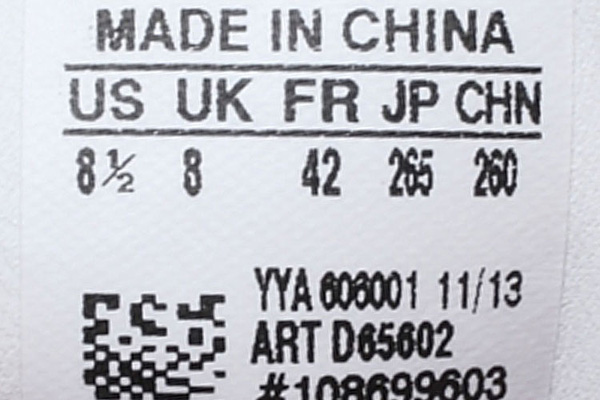 MADE IN CHINA
US UK FR JP CHN
8½ 8 42 265 260
YYA 606001 11/13
ART D65602
#108699603